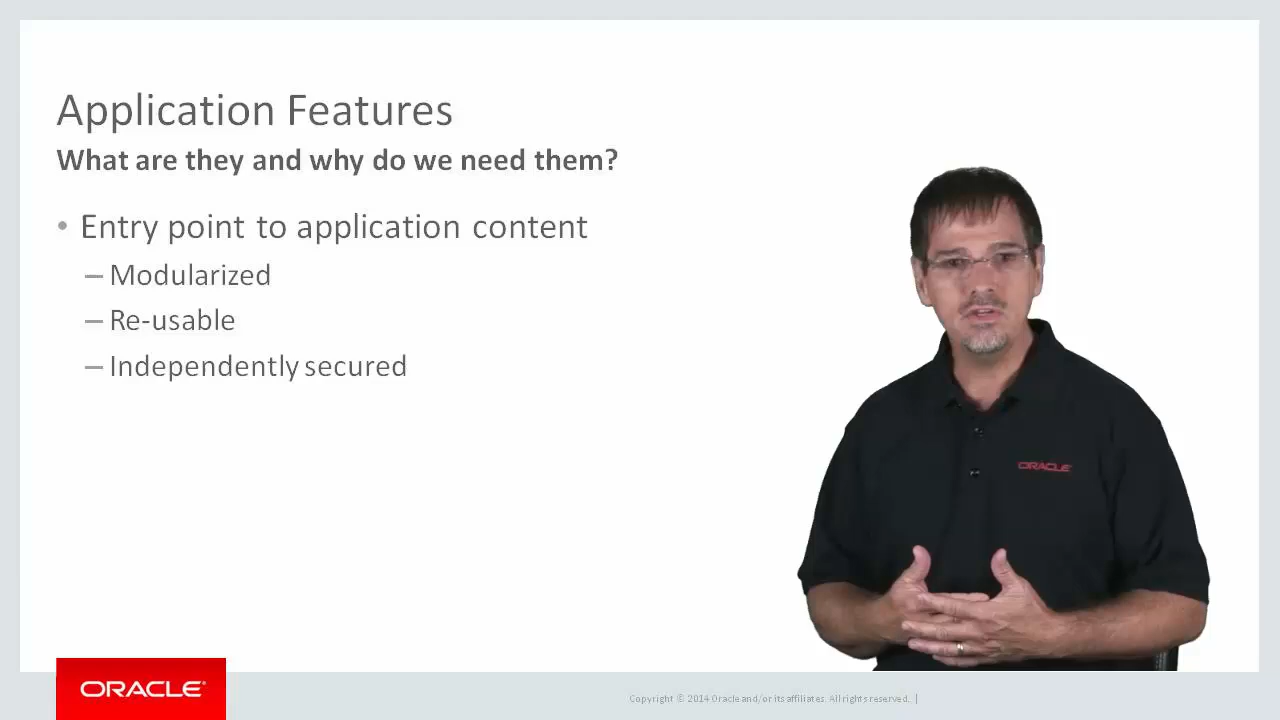 Application Features
What are they and why do we need them?
• Entry point to application content
– Modularized
– Re-usable
– Independently secured
ORACLE
ORACLE®
Copyright © 2014 Oracle and/or its affiliates. All rights reserved. |